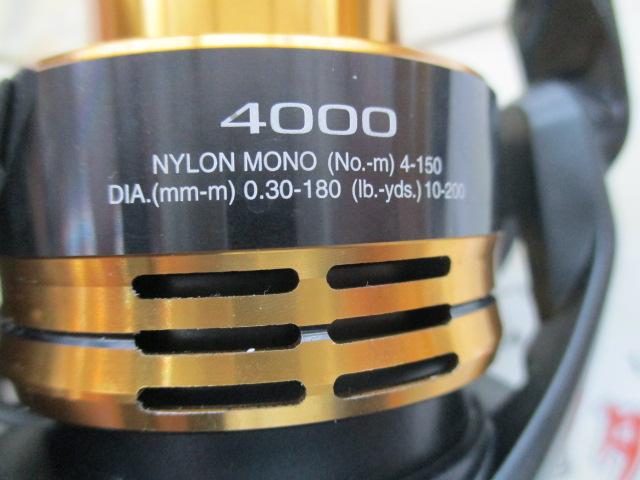 4000
NYLON MONO (No.-m) 4-150
DIA.(mm-m) 0.30-180 (lb.-yds.) 10-200